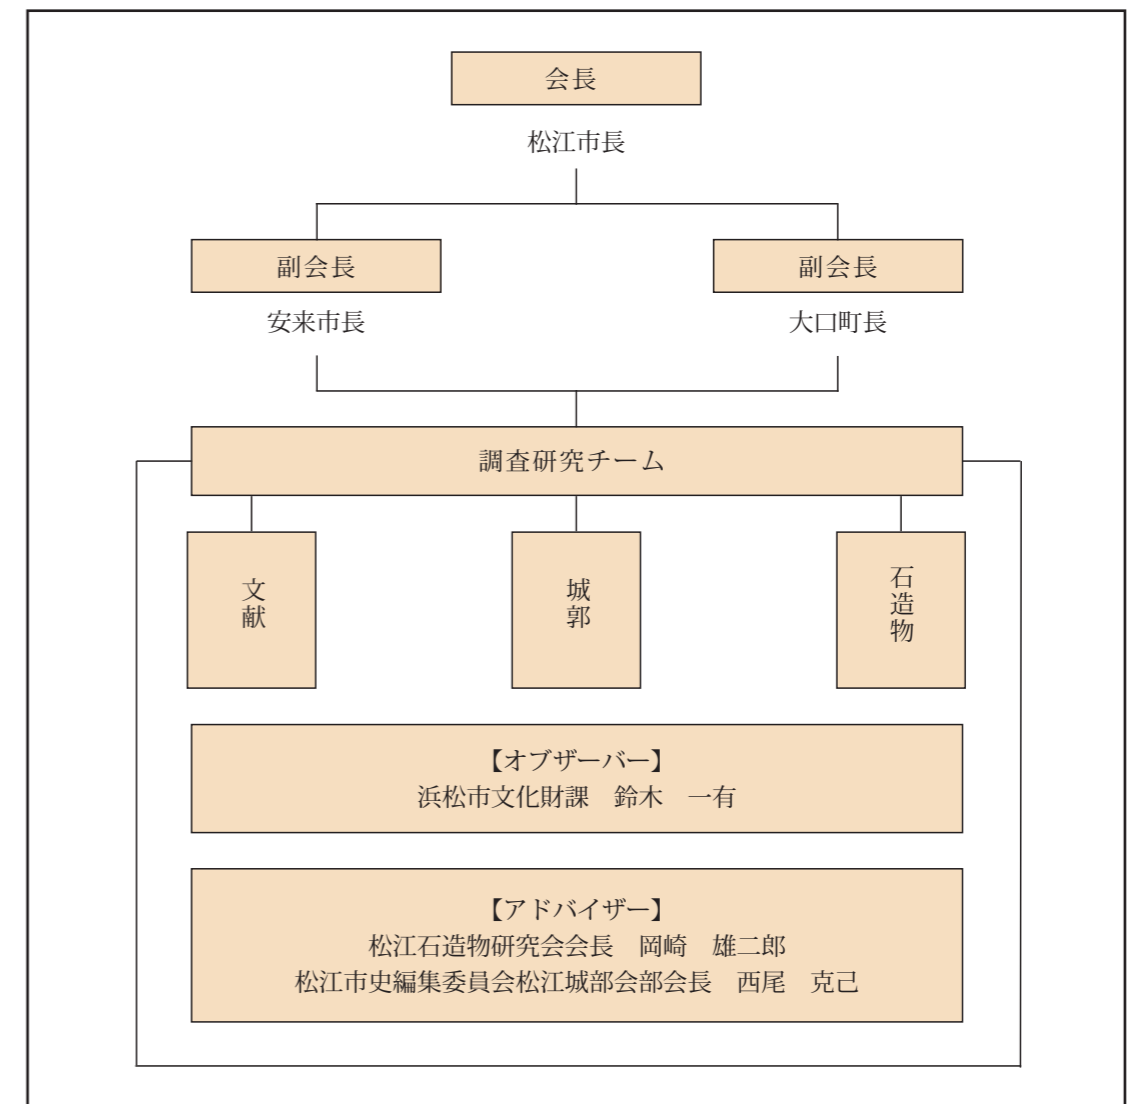 会長
松江市長
副会長
副会長
安来市長
大口町長
調査研究チーム
文献
城郭
石造物
【オブザーバー】
浜松市文化財課　鈴木　一有
【アドバイザー】
松江石造物研究会会長　岡崎　雄二郎
松江市史編集委員会松江城部会部会長　西尾　克己